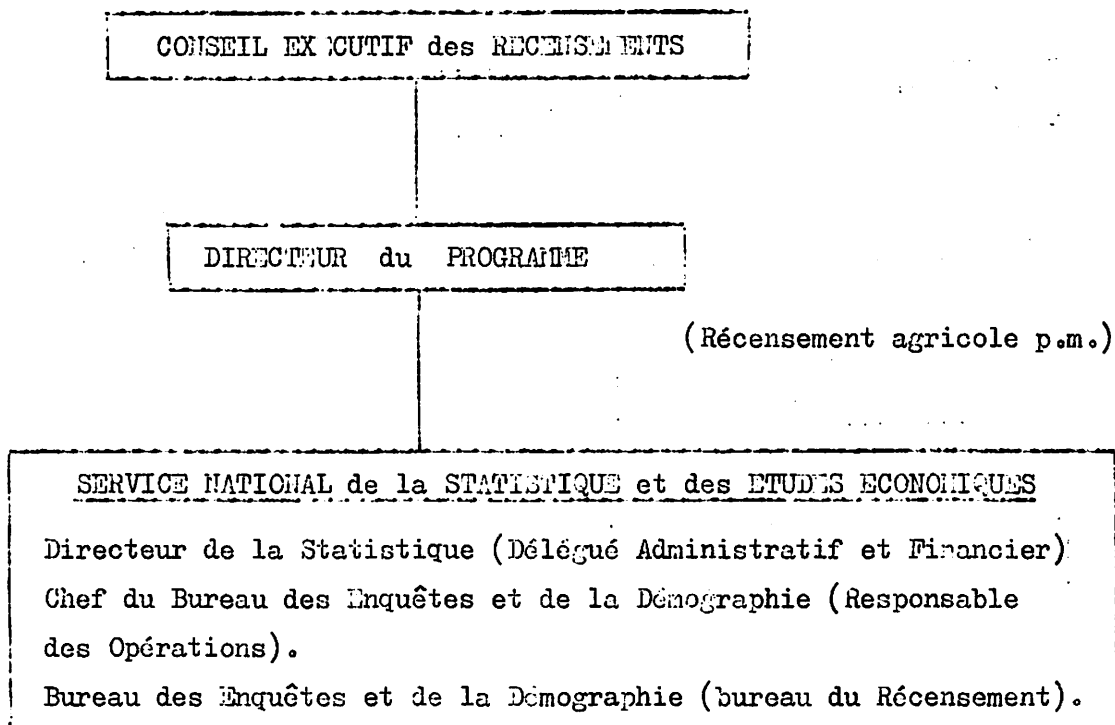 CONSEIL EXECUTIF des RECENSEMENTS
DIRECTEUR du PROGRAMME
(Récensement agricole p.m.)
SERVICE NATIONAL de la STATISTIQUE et des ETUDES ECONOMIQUES
Directeur de la Statistique (Délégué Administratif et Financier)
Chef du Bureau des Enquêtes et de la Démographie (Responsable
des Opérations).
Bureau des Enquêtes et de la Démographie (bureau du Récensement).